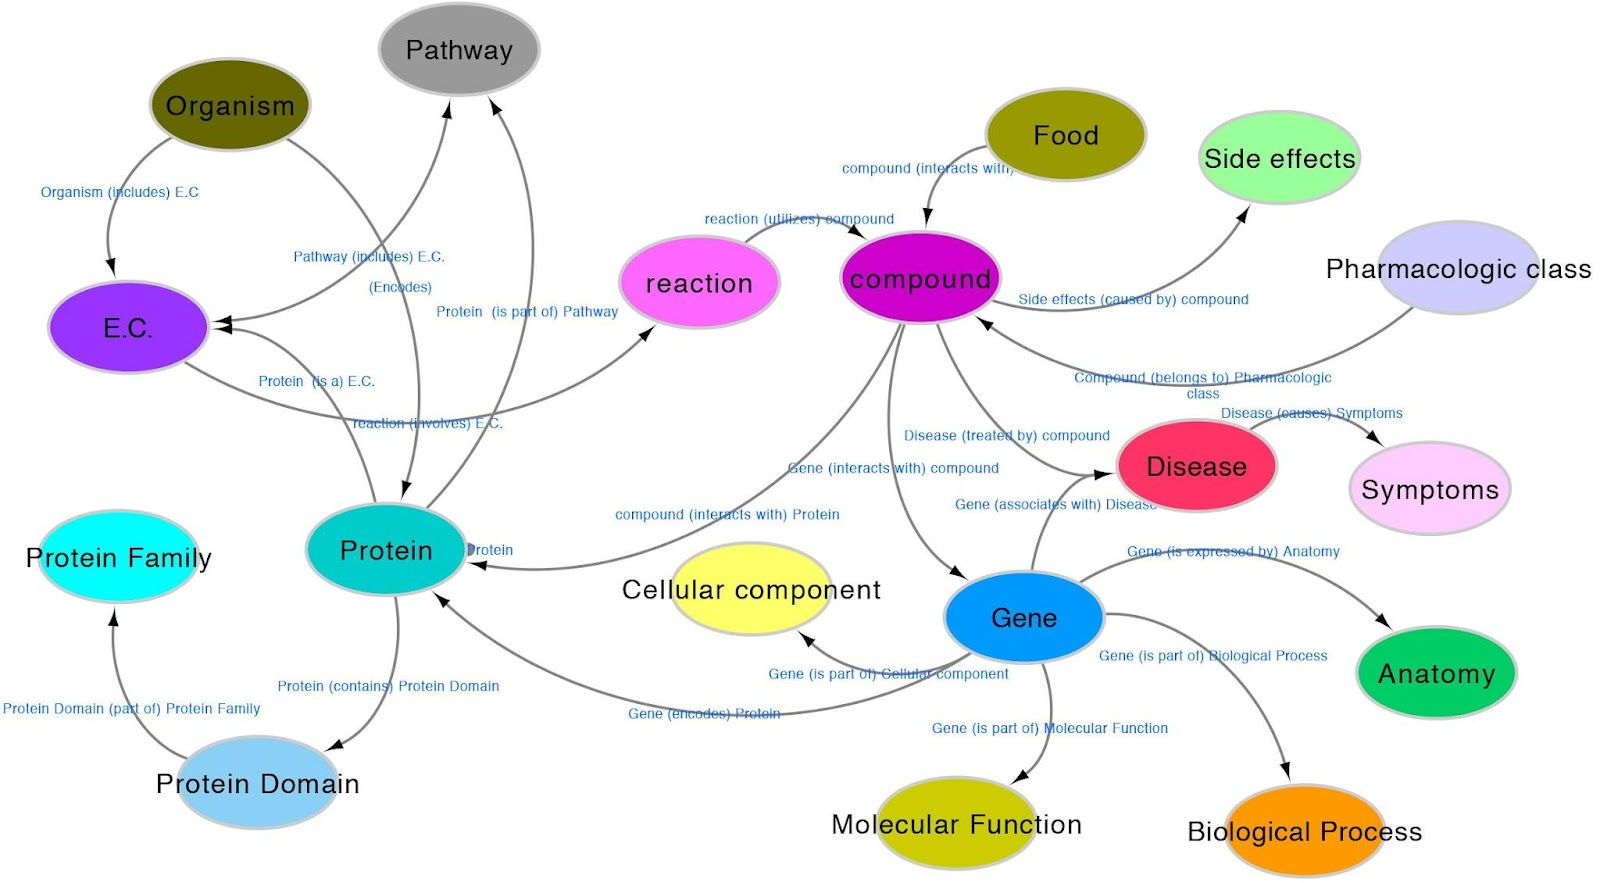 Pathway
Organism
Food
Side effects
compound (interacts with)
Organism (includes) E.C
reaction (utilizes) compound
Pathway (includes) E.C.
Pharmacologic class
reaction
compound
(Encodes)
Side effects (caused by) compound
Protein (is part of) Pathway
E.C.
Protein (is a) E.C.
Compound (belongs to) Pharmacologic
class
Disease (causes) Symptoms
reaction (involves) E.C.
Disease (treated by) compound
Gene (interacts with) compound
Disease
Symptoms
Gene (associates with) Disease
compound (interacts with) Protein
Protein
Protein
Gene (is expressed by) Anatomy
Protein Family
Cellular component
Gene
Gene (is part of) Biological Process
Gene (is part of) Cellular component
Anatomy
Protein (contains) Protein Domain
Protein Domain (part of) Protein Family
Gene (encodes) Protein
Gene (is part of) Molecular Function
Protein Domain
Molecular Function
Biological Process